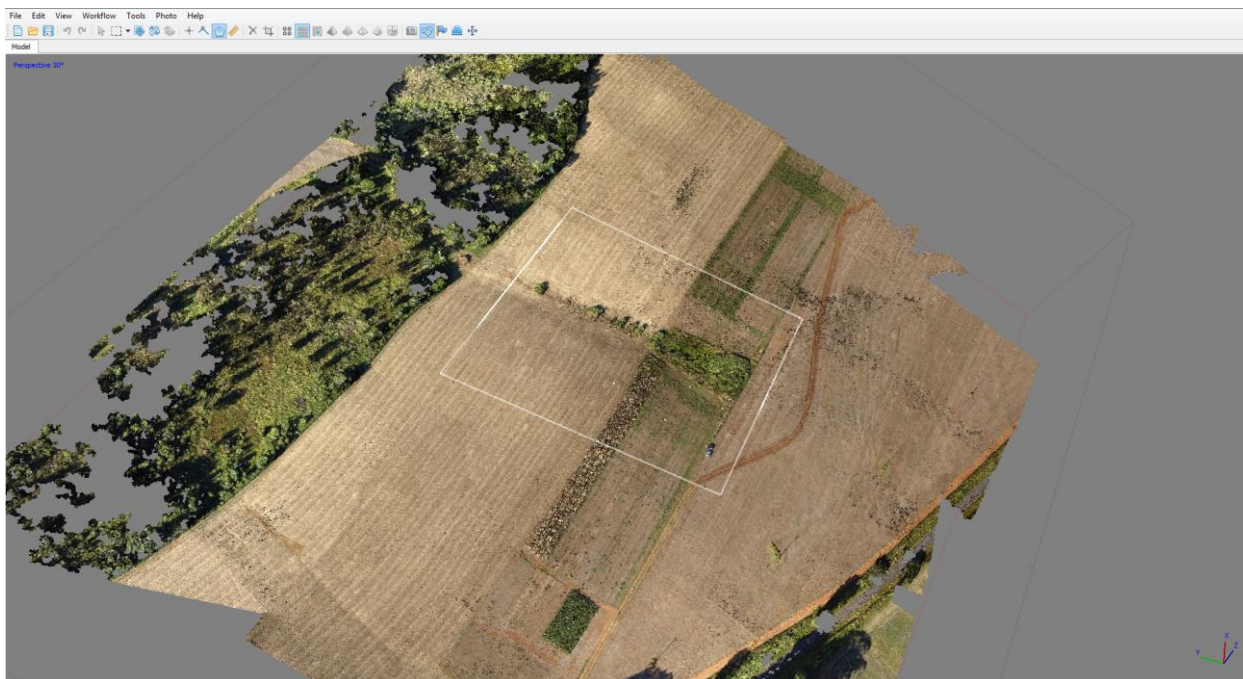 File Edit View Workflow Tools Photo Help
Model
Perspective 30°
X
Y
Z